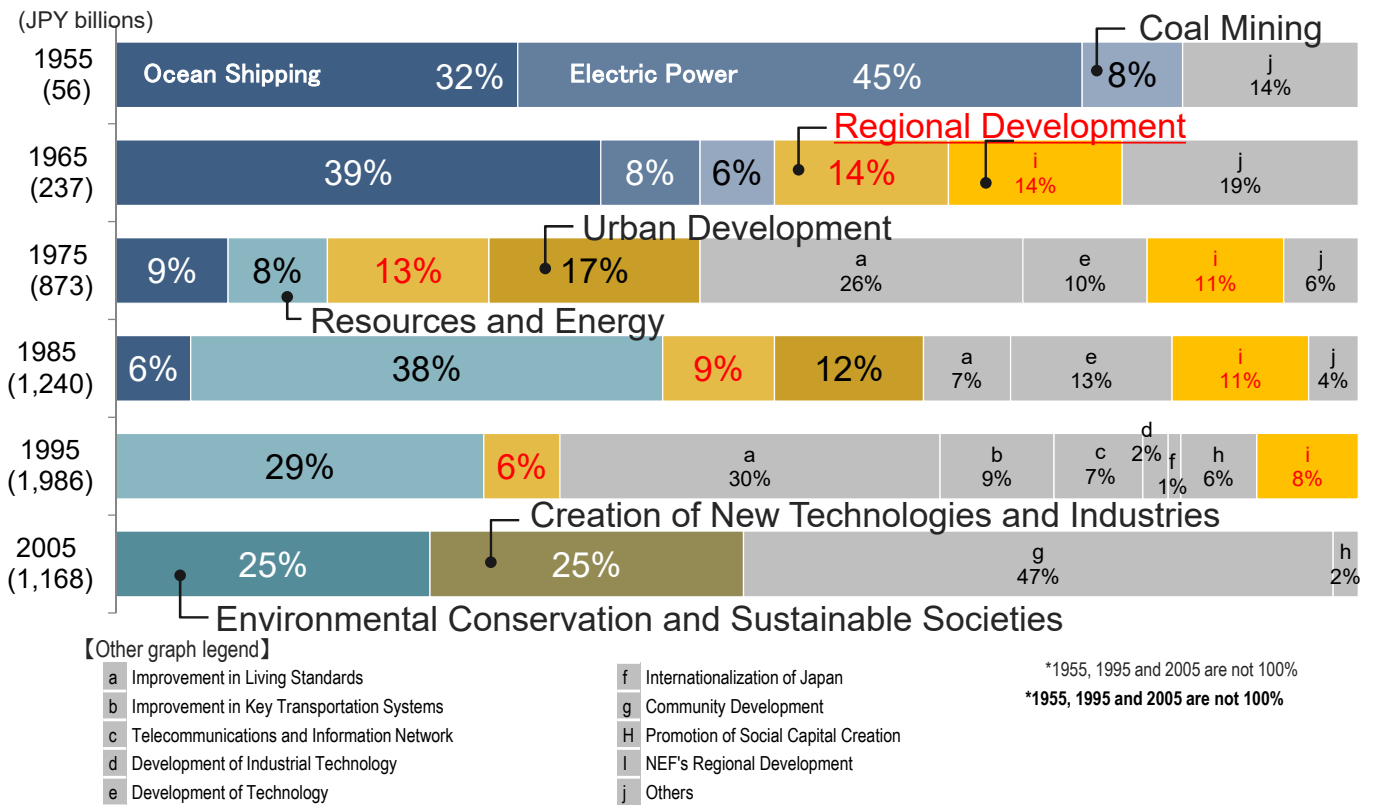 (JPY billions)
Coal Mining
1955
(56)
Ocean Shipping 32% Electric Power 45% 8% j
14%
Regional Development
1965
(237)
39% 8% 6% 14% i
14% j
19%
Urban Development
1975
(873)
9% 8% 13% 17% a
26% e
10% i
11% j
6%
Resources and Energy
1985
(1,240)
6% 38% 9% 12% a
7% e
13% i
11% j
4%
1995
(1,986)
29% 6% a
30% b
9% c
7% d
2% f
1% h
6% i
8%
Creation of New Technologies and Industries
2005
(1,168)
25% 25% g
47% h
2%
Environmental Conservation and Sustainable Societies
【Other graph legend】
a Improvement in Living Standards
b Improvement in Key Transportation Systems
c Telecommunications and Information Network
d Development of Industrial Technology
e Development of Technology
f Internationalization of Japan
g Community Development
H Promotion of Social Capital Creation
I NEF's Regional Development
j Others
*1955, 1995 and 2005 are not 100%
*1955, 1995 and 2005 are not 100%